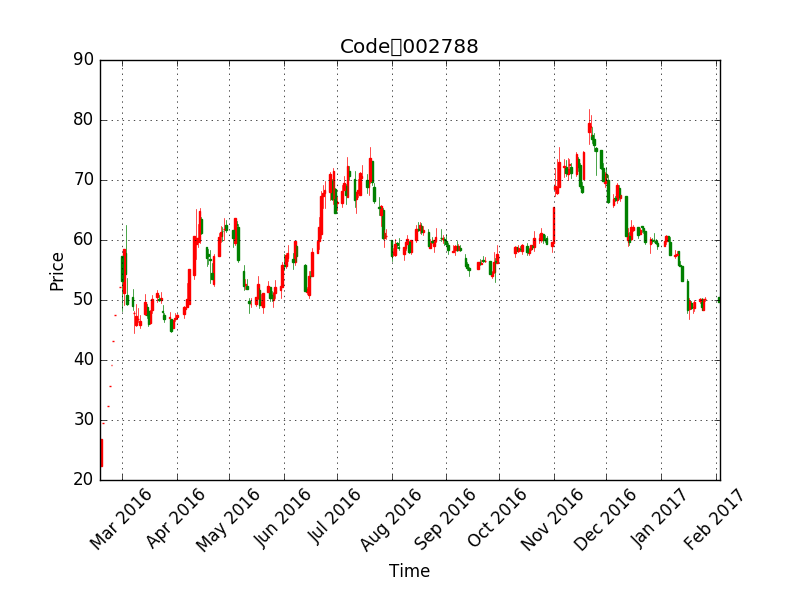 Code▯002788
90
80
70
60
50
40
30
20
Price
Mar 2016
Apr 2016
May 2016
Jun 2016
Jul 2016
Aug 2016
Sep 2016
Oct 2016
Nov 2016
Dec 2016
Jan 2017
Feb 2017
Time